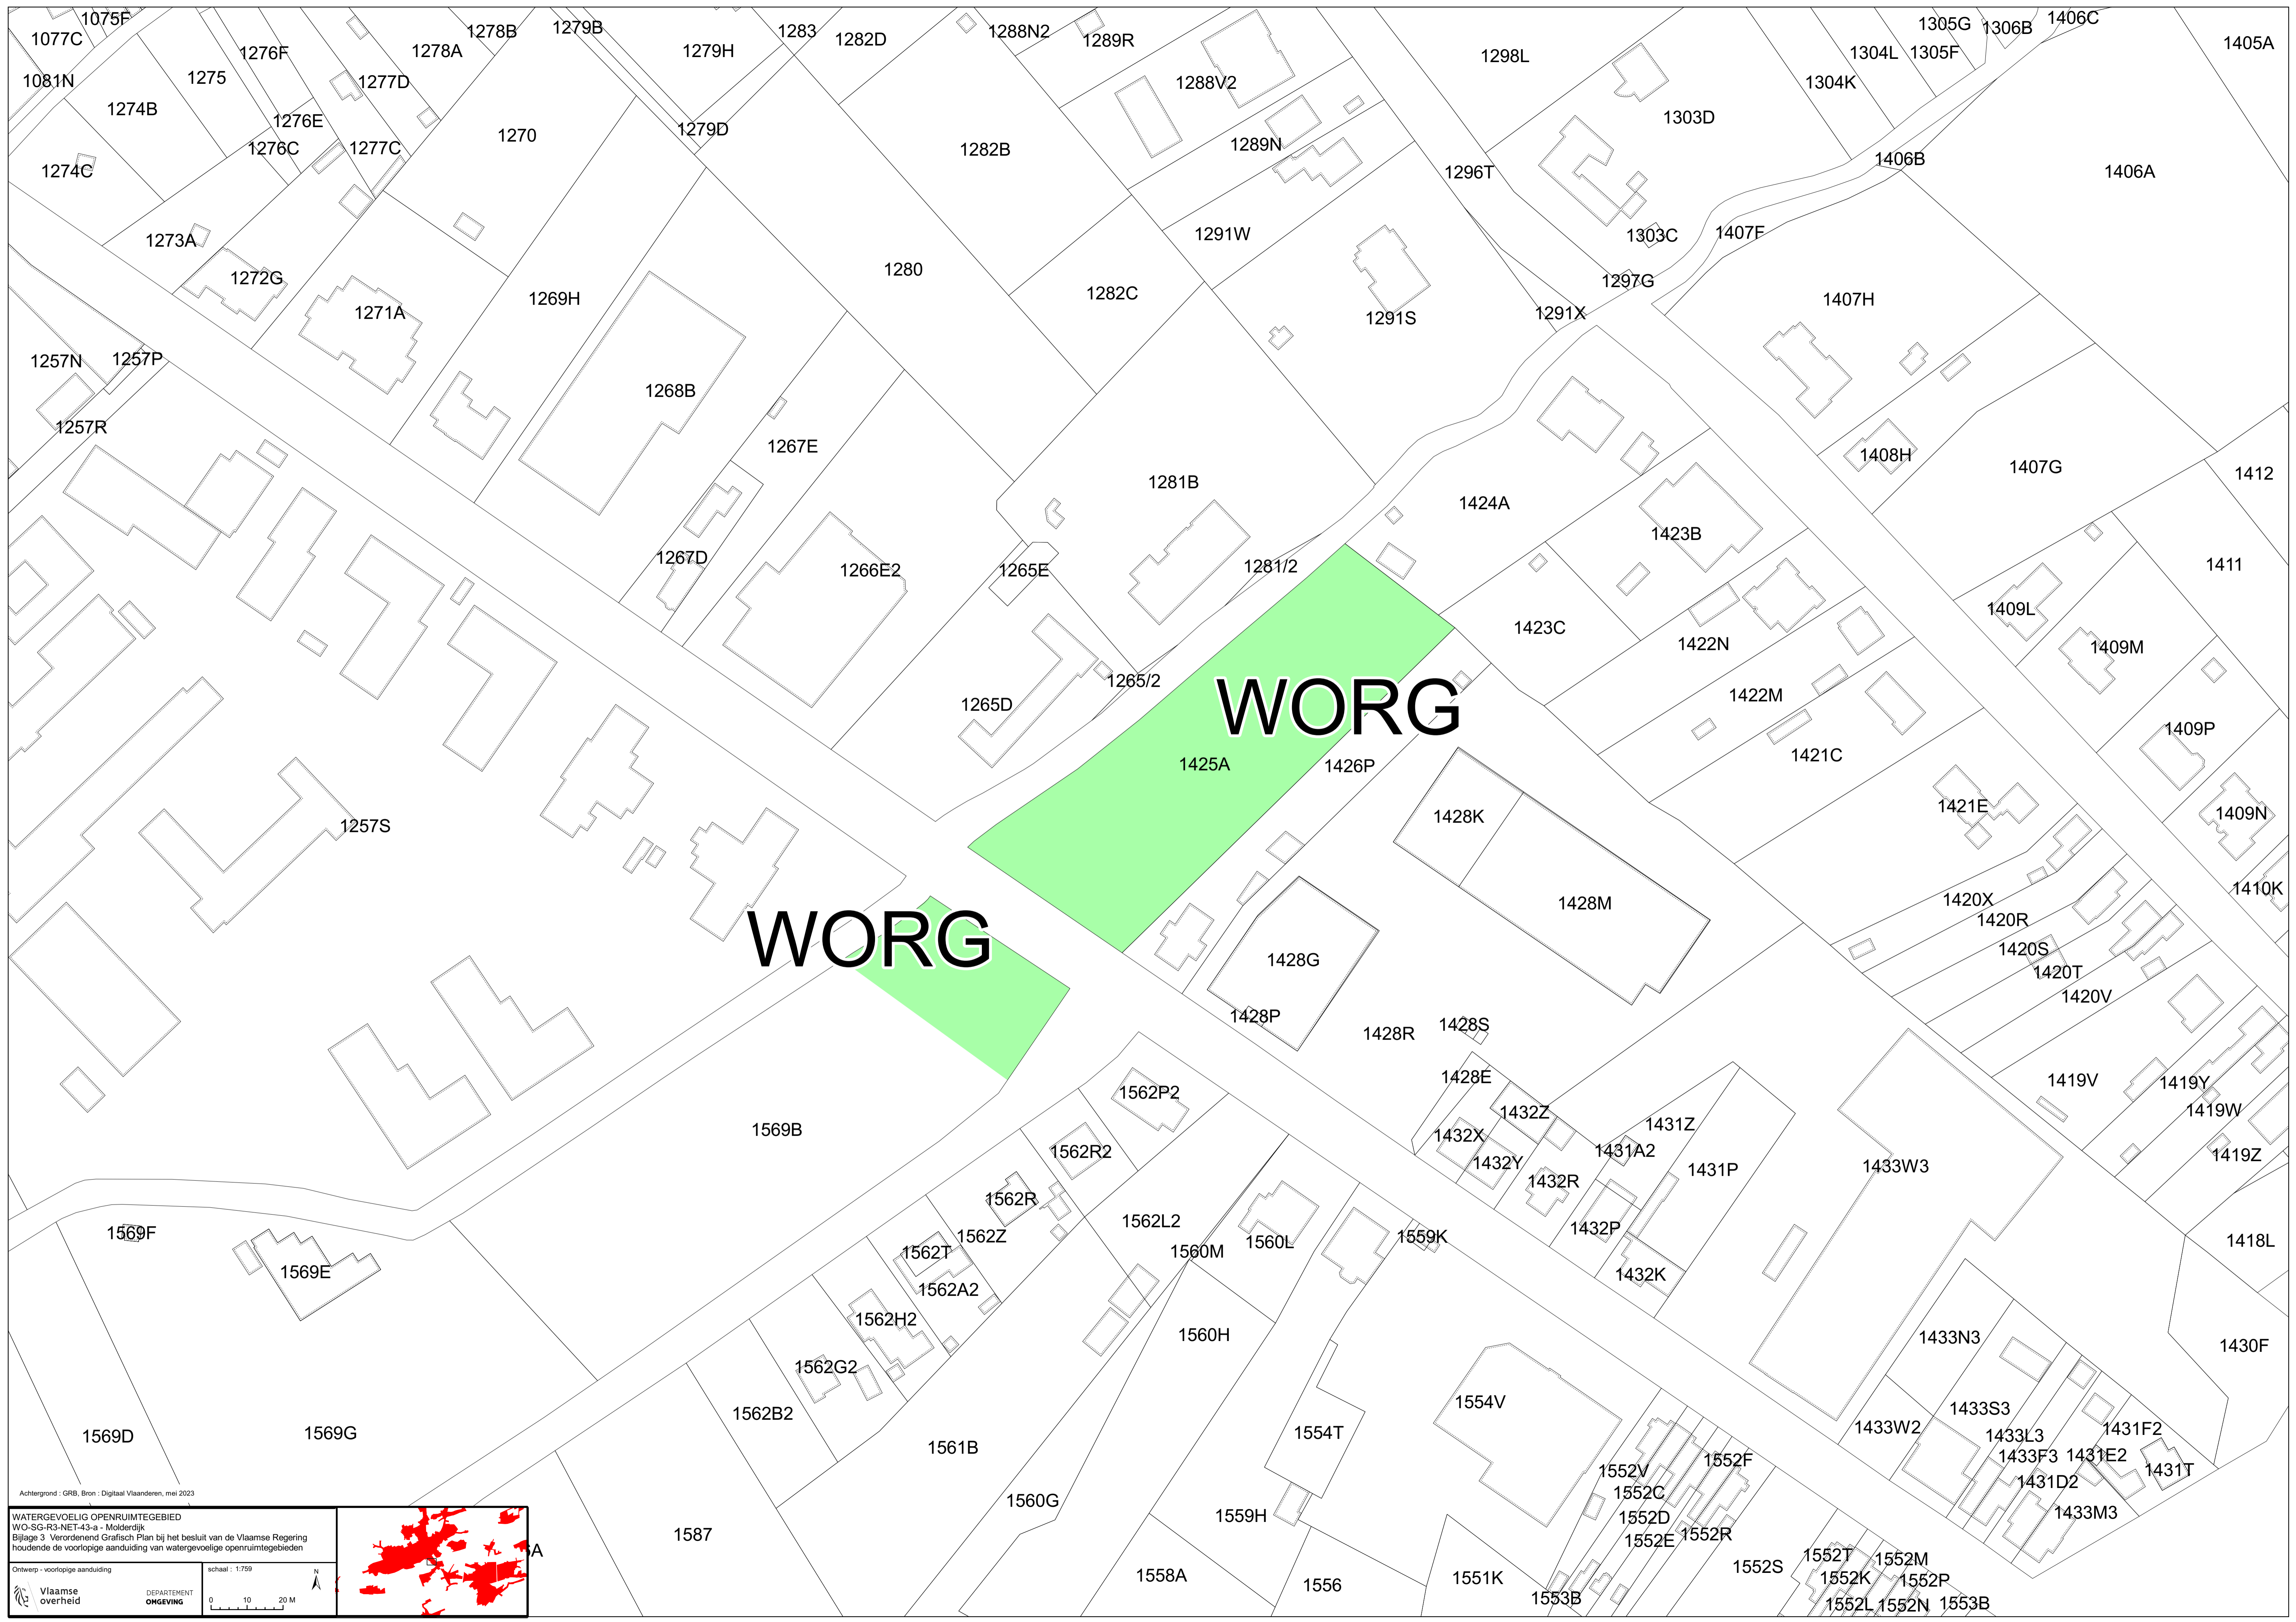 1075F
1077C
1081N
1276F
1275
1274B
1274C
1276E
1276C
1277D
1277C
1278A
1278B
1279B
1279H
1283
1282D
1279D
1270
1288N2
1289R
1288V2
1282B
1289N
1291W
1298L
1296T
1303D
1303C
1304K
1304L
1305F
1305G
1306B
1406C
1405A
1406B
1406A
1407F
1297G
1291X
1407H
1273A
1272G
1271A
1269H
1280
1282C
1291S
1257N
1257P
1257R
1268B
1267E
1267D
1266E2
1265E
1281B
1281/2
1265/2
1265D
1424A
1423B
1423C
1408H
1407G
1412
1411
1409L
1409M
1422N
1422M
1421C
1409P
1409N
1421E
1410K
WORG
1425A
1426P
1428K
1428M
1257S
WORG
1428G
1428P
1428R
1428S
1420X
1420R
1420S
1420T
1420V
1419V
1419Y
1419W
1419Z
1428E
1432Z
1432X
1432Y
1432R
1431A2
1431Z
1431P
1432P
1432K
1433W3
1418L
1562P2
1562R2
1569B
1562R
1562Z
1562T
1562A2
1562H2
1562G2
1562B2
1562L2
1560M
1560L
1559K
1560H
1569F
1569E
1569D
1569G
1561B
1560G
1554T
1554V
1559H
1558A
1556
1551K
1587
1433N3
1430F
1433S3
1433W2
1433L3
1433F3
1431F2
1431E2
1431D2
1431T
1433M3
1552V
1552F
1552C
1552D
1552E
1552R
1552S
1552T
1552M
1552K
1552P
1552L
1552N
1553B
1553B
Achtergrond : GRB, Bron : Digitaal Vlaanderen, mei 2023
WATERGEVOELIG OPENRUIMTEGEBIED
WO-SG-R3-NET-43-a - Molderdijk
Bijlage 3 Verordenend Grafisch Plan bij het besluit van de Vlaamse Regering
houdende de voorlopige aanduiding van watergevoelige openruimtegebieden
Ontwerp - voorlopige aanduiding
schaal : 1:759
N
Vlaamse
overheid
DEPARTEMENT
OMGEVING
0 10 20 M